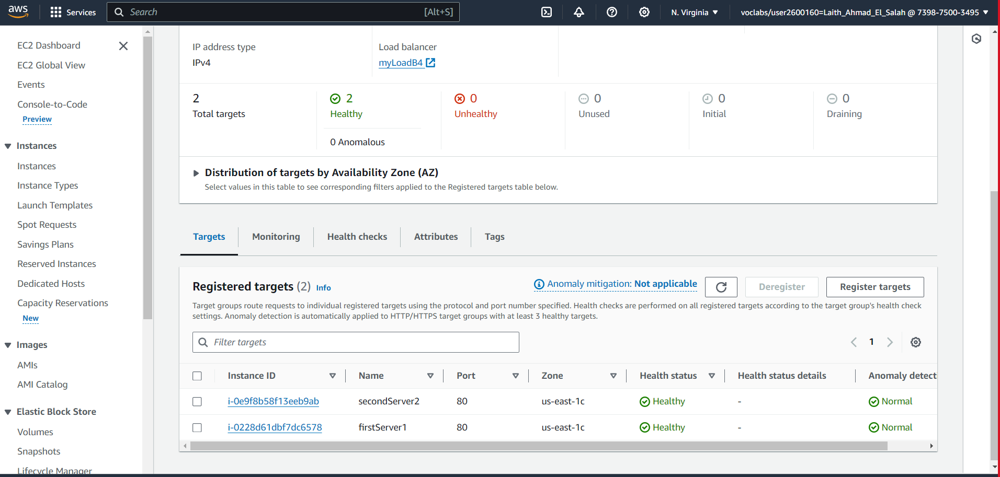 aws
Services
Search
[Alt+S]
N. Virginia
voclabs/user2600160=Laith_Ahmad_El_Salah @ 7398-7500-3495
EC2 Dashboard
EC2 Global View
Events
Console-to-Code
Preview
Instances
Instances
Instance Types
Launch Templates
Spot Requests
Savings Plans
Reserved Instances
Dedicated Hosts
Capacity Reservations
New
Images
AMIs
AMI Catalog
Elastic Block Store
Volumes
Snapshots
Lifecycle Manager
IP address type
IPv4
Load balancer
myLoadB4
2
Total targets
2
Healthy
0 Anomalous
0
Unhealthy
0
Unused
0
Initial
0
Draining
Distribution of targets by Availability Zone (AZ)
Select values in this table to see corresponding filters applied to the Registered targets table below.
Targets
Monitoring
Health checks
Attributes
Tags
Registered targets (2) Info
Anomaly mitigation: Not applicable
Deregister
Register targets
Target groups route requests to individual registered targets using the protocol and port number specified. Health checks are performed on all registered targets according to the target group's health check
settings. Anomaly detection is automatically applied to HTTP/HTTPS target groups with at least 3 healthy targets.
Filter targets
1
Instance ID Name Port Zone Health status Health status details Anomaly detect
i-0e9f8b58f13eeb9ab secondServer2 80 us-east-1c Healthy - Normal
i-0228d61dbf7dc6578 firstServer1 80 us-east-1c Healthy - Normal